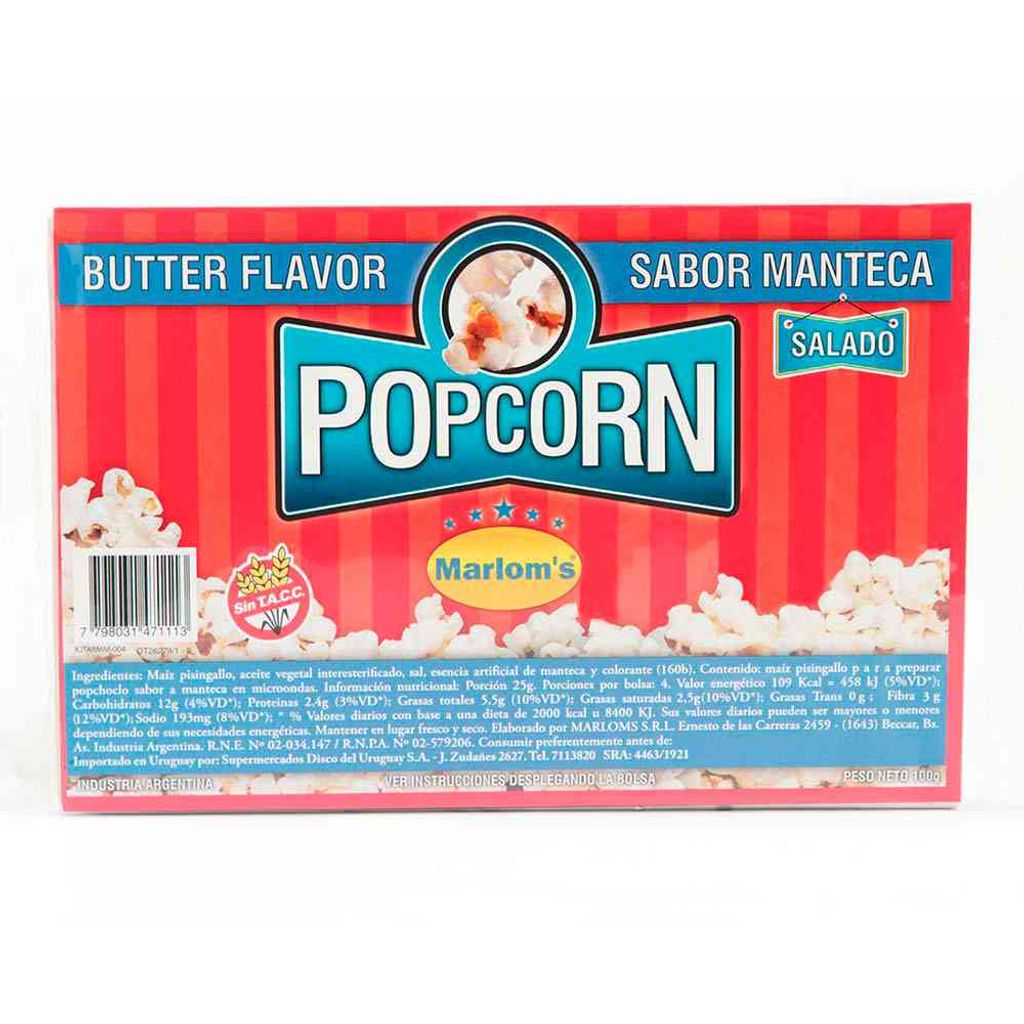 BUTTER FLAVOR
SABOR MANTECA
SALADO
POPCORN
Marlom's®
Sin T.A.C.C.
7 798031 471113
Ingredientes: Maíz pisingallo, aceite vegetal interesterificado, sal, esencia artificial de manteca y colorante (160b). Contenido: maíz pisingallo p a r a preparar
popchoclo sabor a manteca en microondas. Información nutricional: Porción 25g. Porciones por bolsa: 4. Valor energético 109 Kcal = 458 kJ (5%VD*);
Carbohidratos 12g (4%VD*); Proteinas 2.4g (3%VD*); Grasas totales 5,5g (10%VD*); Grasas saturadas 2,5g(10%VD*); Grasas Trans 0g; Fibra 3 g
(12%VD*); Sodio 193mg (8%VD*); * % Valores diarios con base a una dieta de 2000 kcal u 8400 KJ. Sus valores diarios pueden ser mayores o menores
dependiendo de sus necesidades energéticas. Mantener en lugar fresco y seco. Elaborado por MARLOMS S.R.L. Ernesto de las Carreras 2459 - (1643) Beccar, Bs.
As. Industria Argentina. R.N.E. Nº 02-034.147 / R.N.P.A. Nº 02-579206. Consumir preferentemente antes de:
Importado en Uruguay por: Supermercados Disco del Uruguay S.A. - J. Zudañes 2627. Tel. 7113820 SRA: 4463/1921
INDUSTRIA ARGENTINA
VER INSTRUCCIONES DESPLEGANDO LA BOLSA
PESO NETO 100g